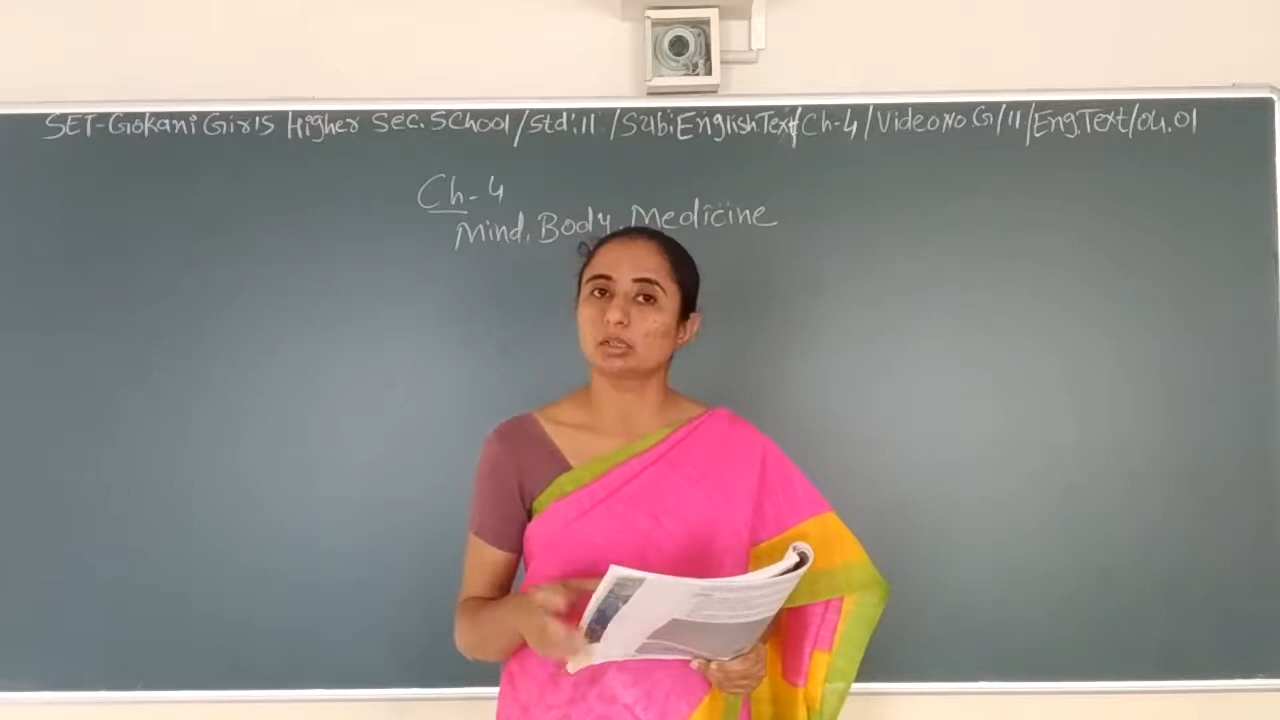 SET-Gokani Girls Higher Sec. School/Std:11/Sub:English.Text/Ch-4/Video No G/11/Eng.Text/04.01
Ch-4
Mind, Body, Medicine